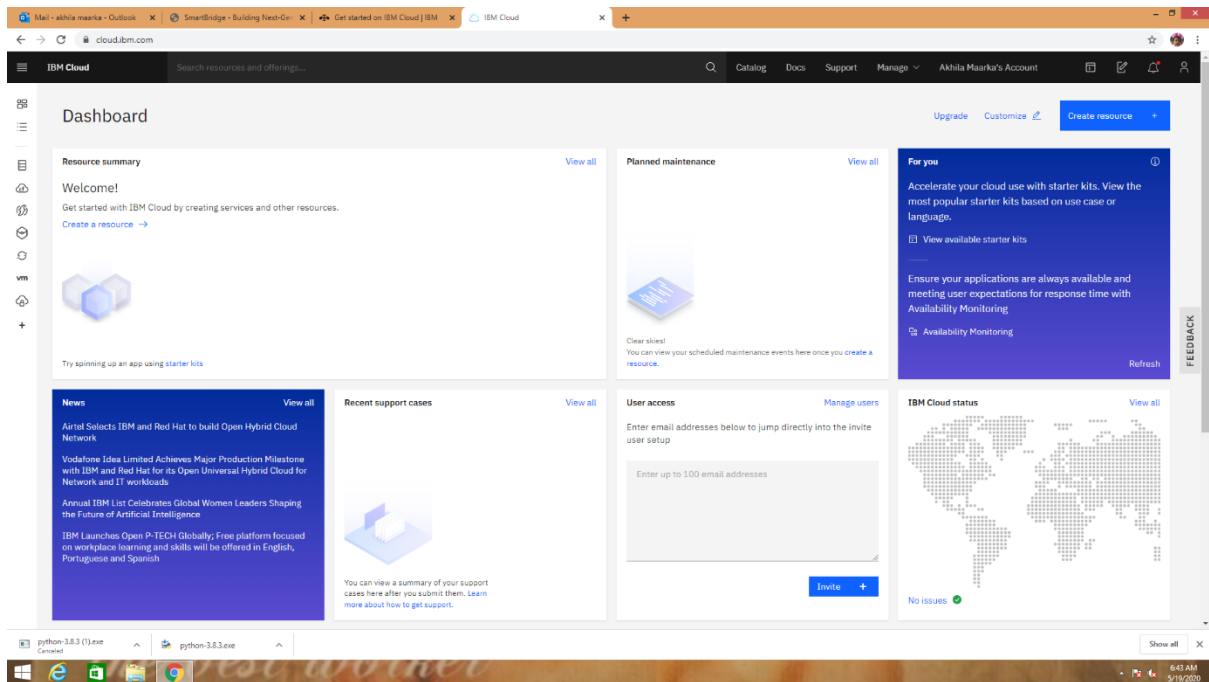 Mail - akhila maarka - Outlook
SmartBridge - Building Next-Ger
Get started on IBM Cloud | IBM
IBM Cloud
cloud.ibm.com
IBM Cloud
Search resources and offerings...
Catalog
Docs
Support
Manage
Akhila Maarka's Account
Dashboard
Upgrade
Customize
Create resource +
Resource summary
View all
Welcome!
Get started with IBM Cloud by creating services and other resources.
Create a resource →
Try spinning up an app using starter kits
Planned maintenance
View all
Clear skies!
You can view your scheduled maintenance events here once you create a
resource.
For you
Accelerate your cloud use with starter kits. View the
most popular starter kits based on use case or
language.
View available starter kits
Ensure your applications are always available and
meeting user expectations for response time with
Availability Monitoring
Availability Monitoring
Refresh
FEEDBACK
vm
News
View all
Airtel Selects IBM and Red Hat to build Open Hybrid Cloud
Network
Vodafone Idea Limited Achieves Major Production Milestone
with IBM and Red Hat for its Open Universal Hybrid Cloud for
Network and IT workloads
Annual IBM List Celebrates Global Women Leaders Shaping
the Future of Artificial Intelligence
IBM Launches Open P-TECH Globally; Free platform focused
on workplace learning and skills will be offered in English,
Portuguese and Spanish
Recent support cases
View all
You can view a summary of your support
cases here after you submit them. Learn
more about how to get support.
User access
Manage users
Enter email addresses below to jump directly into the invite
user setup
Enter up to 100 email addresses
Invite +
IBM Cloud status
View all
No issues
python-3.8.3 (1).exe
Canceled
python-3.8.3.exe
Show all
6:43 AM
5/19/2020